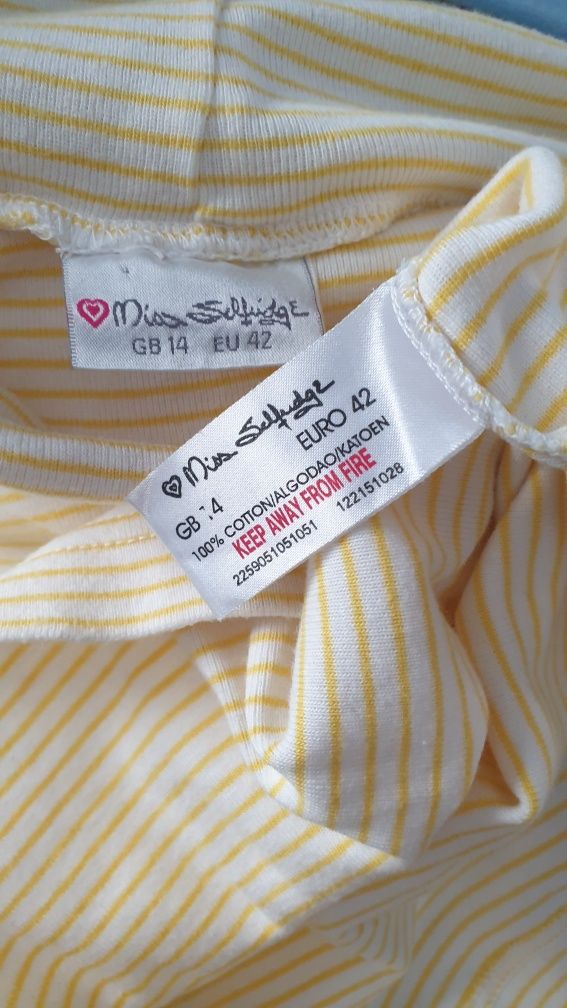 Miss Selfridge
GB 14 EU 42
Miss Selfridge
GB 14 EURO 42
100% COTTON/ALGODAO/KATOEN
KEEP AWAY FROM FIRE
2259051051051 122151028